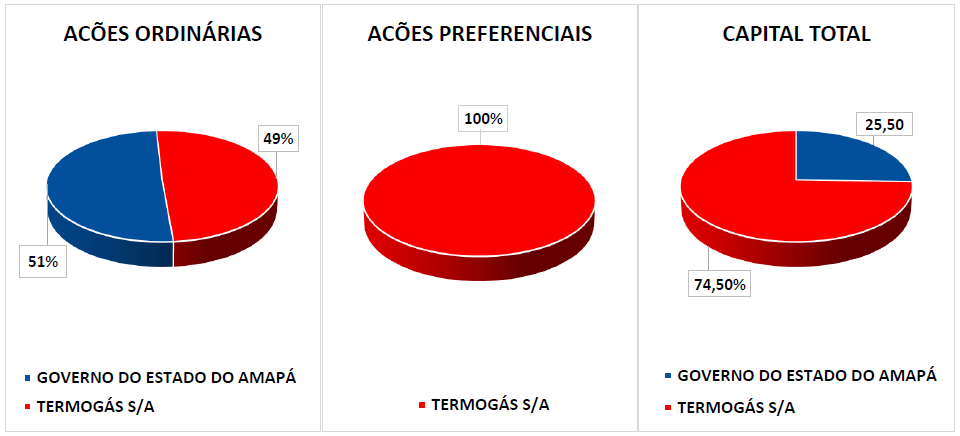 ACÕES ORDINÁRIAS
49%
51%
GOVERNO DO ESTADO DO AMAPÁ
TERMOGÁS S/A
ACÕES PREFERENCIAIS
100%
TERMOGÁS S/A
CAPITAL TOTAL
25,50
74,50%
GOVERNO DO ESTADO DO AMAPÁ
TERMOGÁS S/A